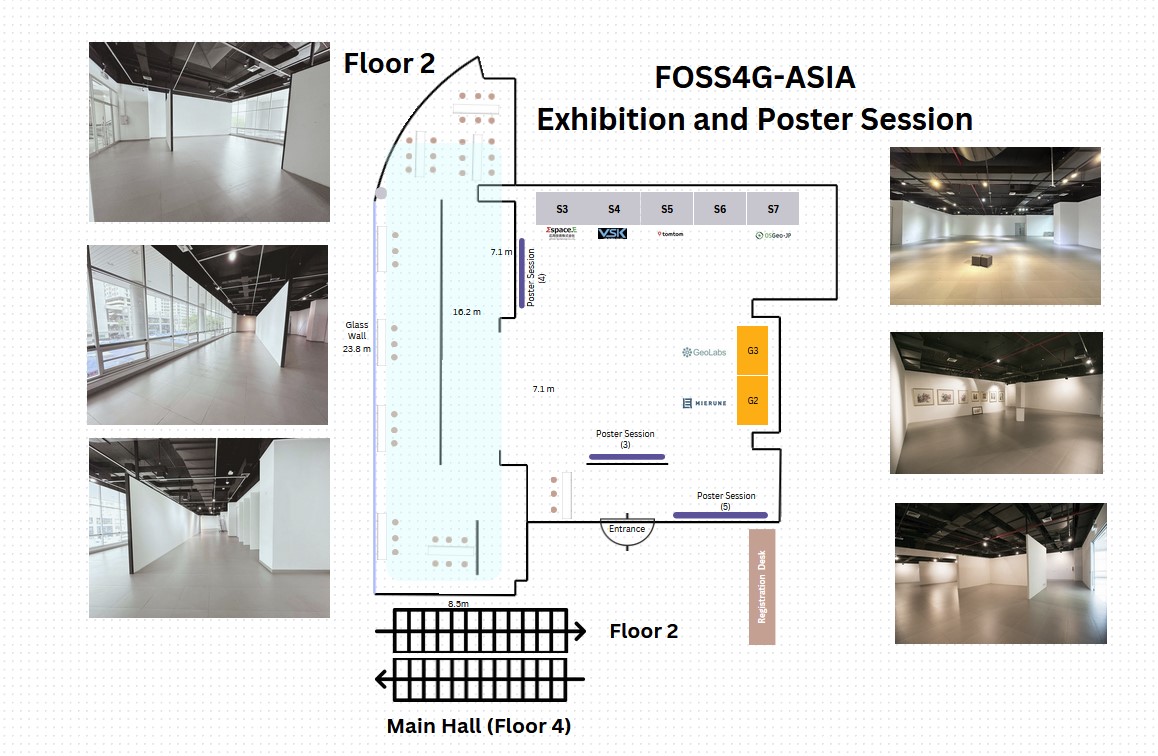 Floor 2
FOSS4G-ASIA
Exhibition and Poster Session
S3
S4
S5
S6
S7
EspaceE
VSK
tomtom
OSGeo-JP
7.1 m
Poster Session
(4)
16.2 m
Glass
Wall
23.8 m
GeoLabs
G3
7.1 m
MIERUNE
G2
Poster Session
(3)
Poster Session
(5)
Entrance
Registration Desk
8.5m
Floor 2
Main Hall (Floor 4)